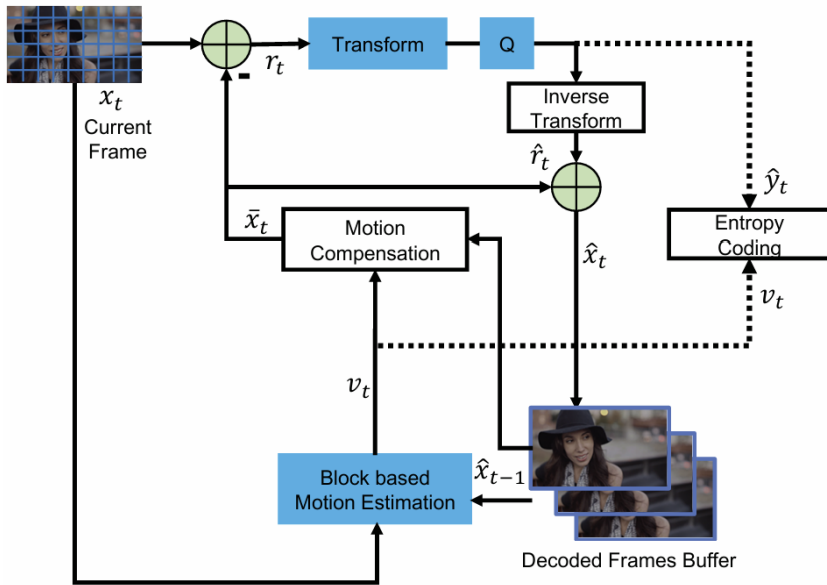 x_t
Current
Frame
r_t
-
Transform
Q
Inverse
Transform
r̂_t
ŷ_t
x̄_t
Motion
Compensation
x̂_t
Entropy
Coding
v_t
v_t
Block based
Motion Estimation
x̂_{t−1}
Decoded Frames Buffer